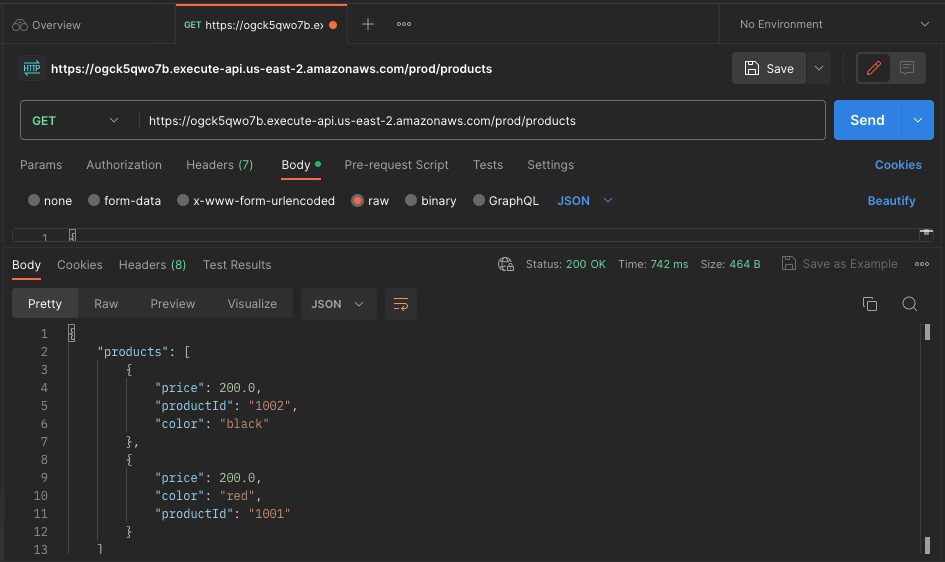 Overview
GET https://ogck5qwo7b.ex
No Environment
HTTP https://ogck5qwo7b.execute-api.us-east-2.amazonaws.com/prod/products
Save
GET https://ogck5qwo7b.execute-api.us-east-2.amazonaws.com/prod/products
Send
Params Authorization Headers (7) Body Pre-request Script Tests Settings Cookies
none form-data x-www-form-urlencoded raw binary GraphQL JSON Beautify
1 {
Body Cookies Headers (8) Test Results Status: 200 OK Time: 742 ms Size: 464 B Save as Example
Pretty Raw Preview Visualize JSON
1 {
2 "products": [
3 {
4 "price": 200.0,
5 "productId": "1002",
6 "color": "black"
7 },
8 {
9 "price": 200.0,
10 "color": "red",
11 "productId": "1001"
12 }
13 ]